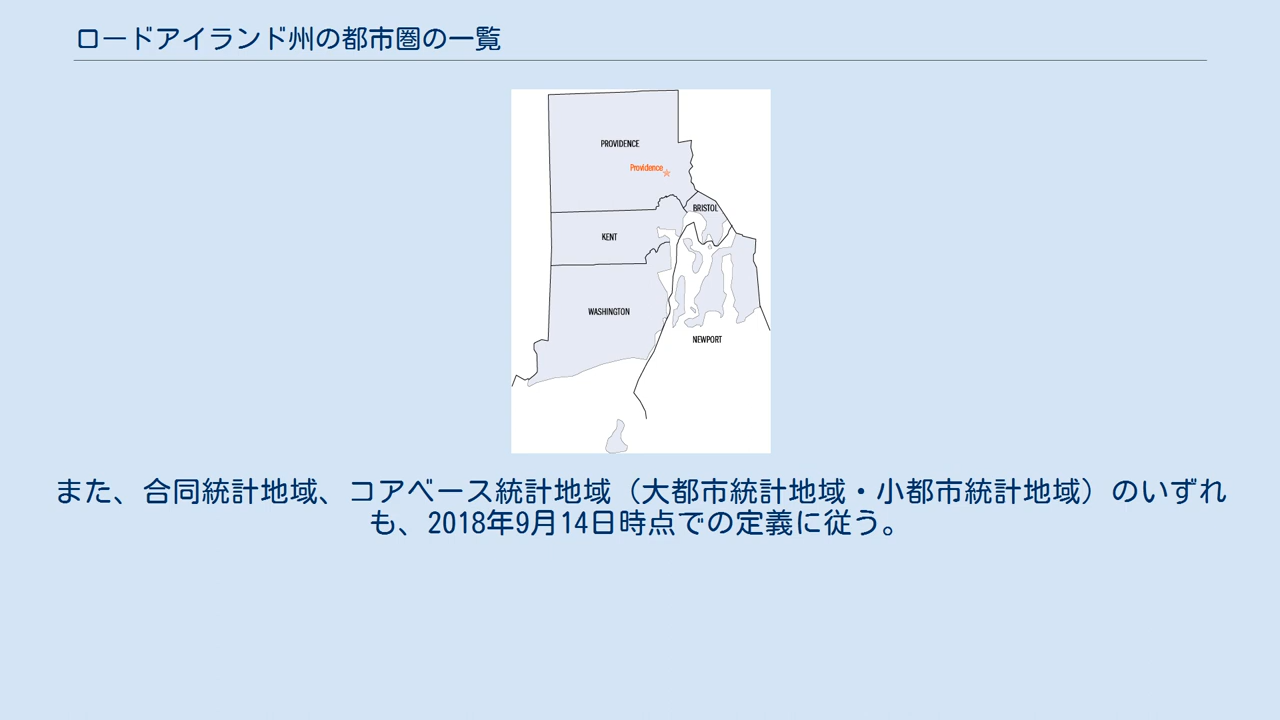 ロードアイランド州の都市圏の一覧
PROVIDENCE
Providence
BRISTOL
KENT
WASHINGTON
NEWPORT
また、合同統計地域、コアベース統計地域（大都市統計地域・小都市統計地域）のいずれ
も、2018年9月14日時点での定義に従う。